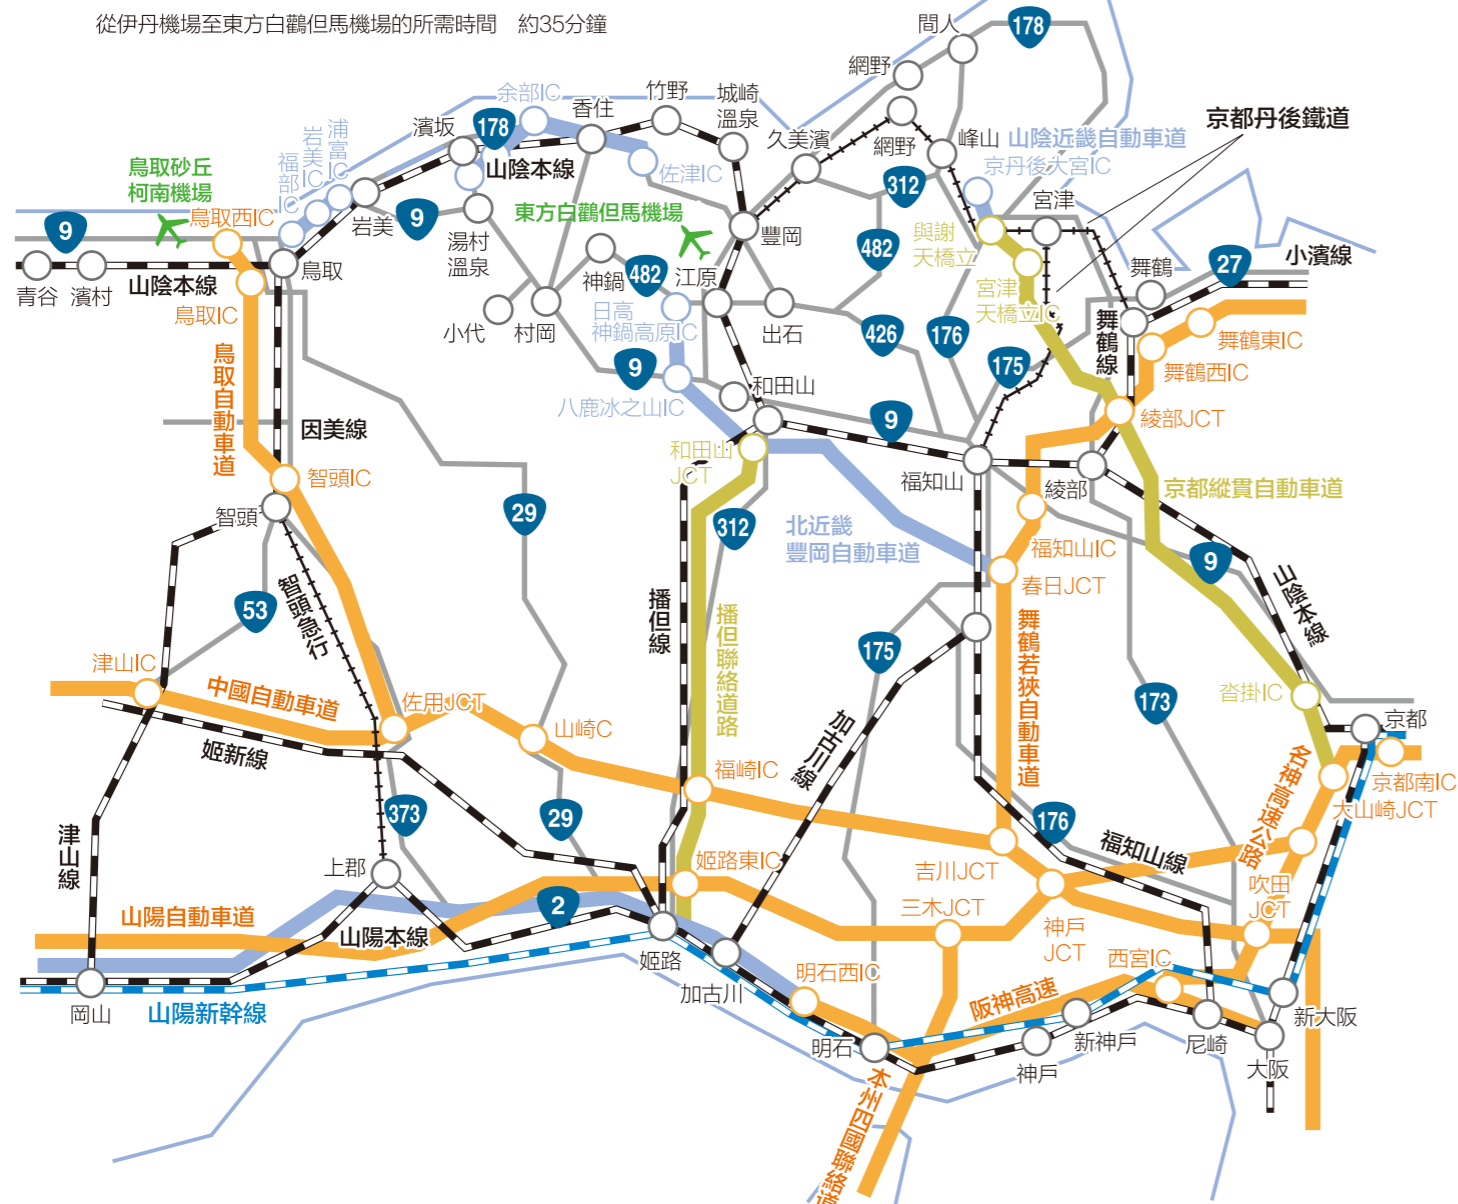 從伊丹機場至東方白鸛但馬機場的所需時間　約35分鐘
間人
178
網野
余部IC
香住
竹野
城崎
溫泉
久美濱
網野
峰山
山陰近畿自動車道
京丹後大宮IC
京都丹後鐵道
濱坂
178
山陰本線
佐津IC
312
浦富IC
岩美IC
福部IC
鳥取砂丘
柯南機場
鳥取西IC
9
岩美
9
湯村
溫泉
東方白鸛但馬機場
豐岡
482
與謝
天橋立
宮津
舞鶴
27
小濱線
青谷
濱村
山陰本線
鳥取
神鍋
482
江原
宮津
天橋立IC
鳥取IC
小代
村岡
日高
神鍋高原IC
出石
426
176
175
舞鶴線
舞鶴東IC
舞鶴西IC
鳥取自動車道
9
八鹿冰之山IC
和田山
9
綾部JCT
因美線
和田山
JCT
福知山
綾部
京都縱貫自動車道
智頭IC
智頭
29
312
北近畿
豐岡自動車道
福知山IC
9
春日JCT
山陰本線
53
智頭急行
播但線
播但聯絡道路
175
舞鶴若狹自動車道
173
津山IC
中國自動車道
佐用JCT
山崎C
加古川線
沓掛IC
京都
姬新線
福崎IC
名神高速公路
京都南IC
大山崎JCT
373
29
176
福知山線
津山線
上郡
姬路東IC
吉川JCT
吹田
JCT
山陽自動車道
山陽本線
2
三木JCT
神戶
JCT
姬路
加古川
明石西IC
西宮IC
阪神高速
岡山
山陽新幹線
明石
新神戶
神戶
尼崎
新大阪
大阪
本州四國聯絡道